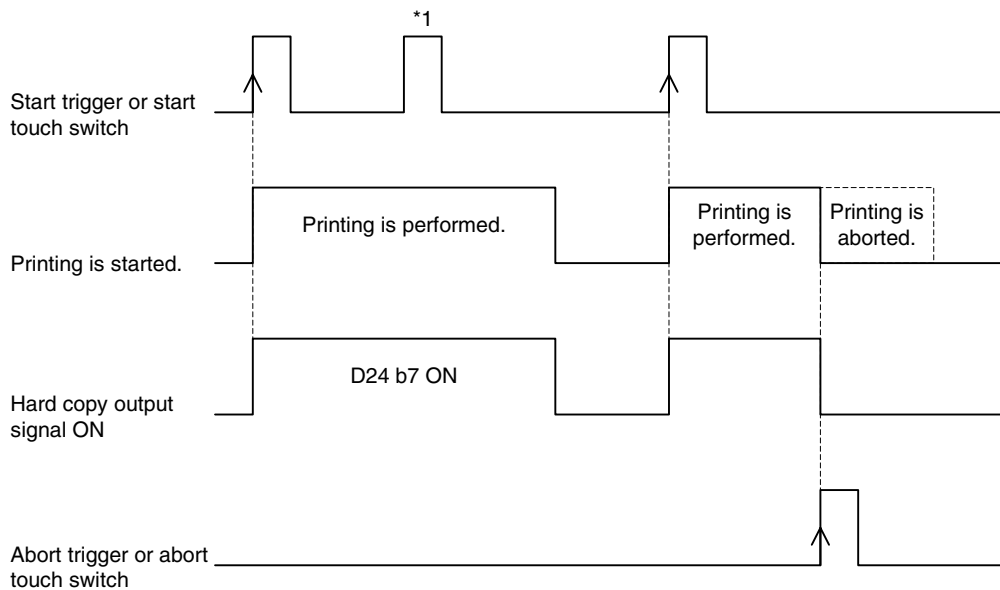 *1
Start trigger or start
touch switch
Printing is performed.
Printing is
performed.
Printing is
aborted.
Printing is started.
D24 b7 ON
Hard copy output
signal ON
Abort trigger or abort
touch switch